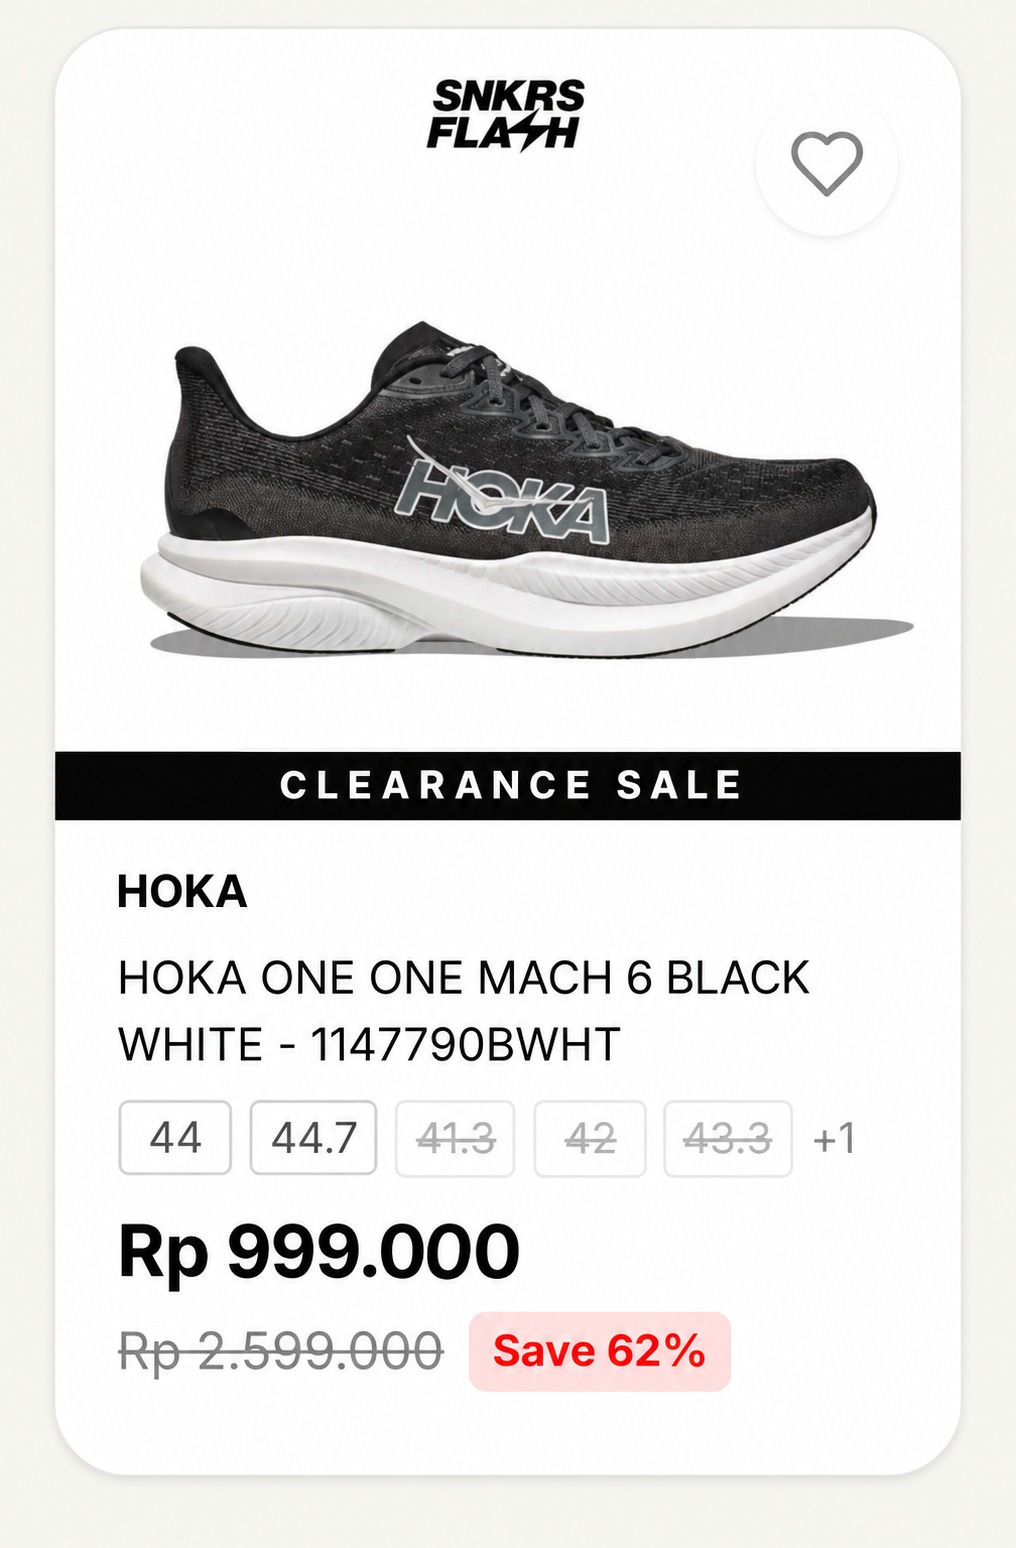 SNKRS
FLASH
HOKA
CLEARANCE SALE
HOKA
HOKA ONE ONE MACH 6 BLACK
WHITE - 1147790BWHT
44 44.7 41.3 42 43.3 +1
Rp 999.000
Rp 2.599.000 Save 62%